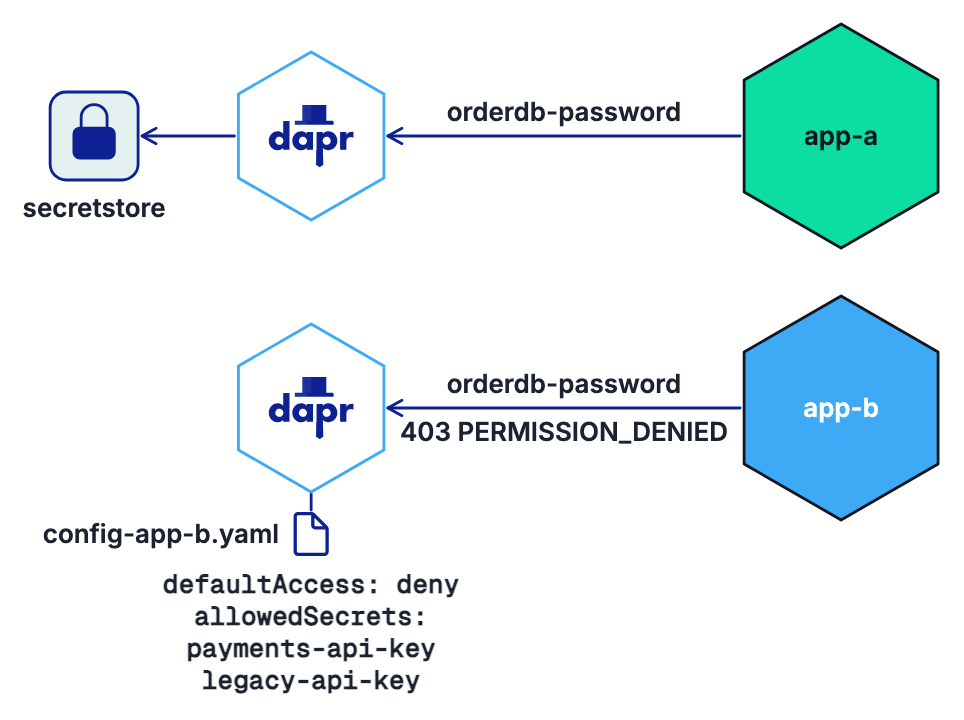 orderdb-password
dapr
app-a
secretstore
orderdb-password
dapr
app-b
403 PERMISSION_DENIED
config-app-b.yaml
defaultAccess: deny
allowedSecrets:
payments-api-key
legacy-api-key